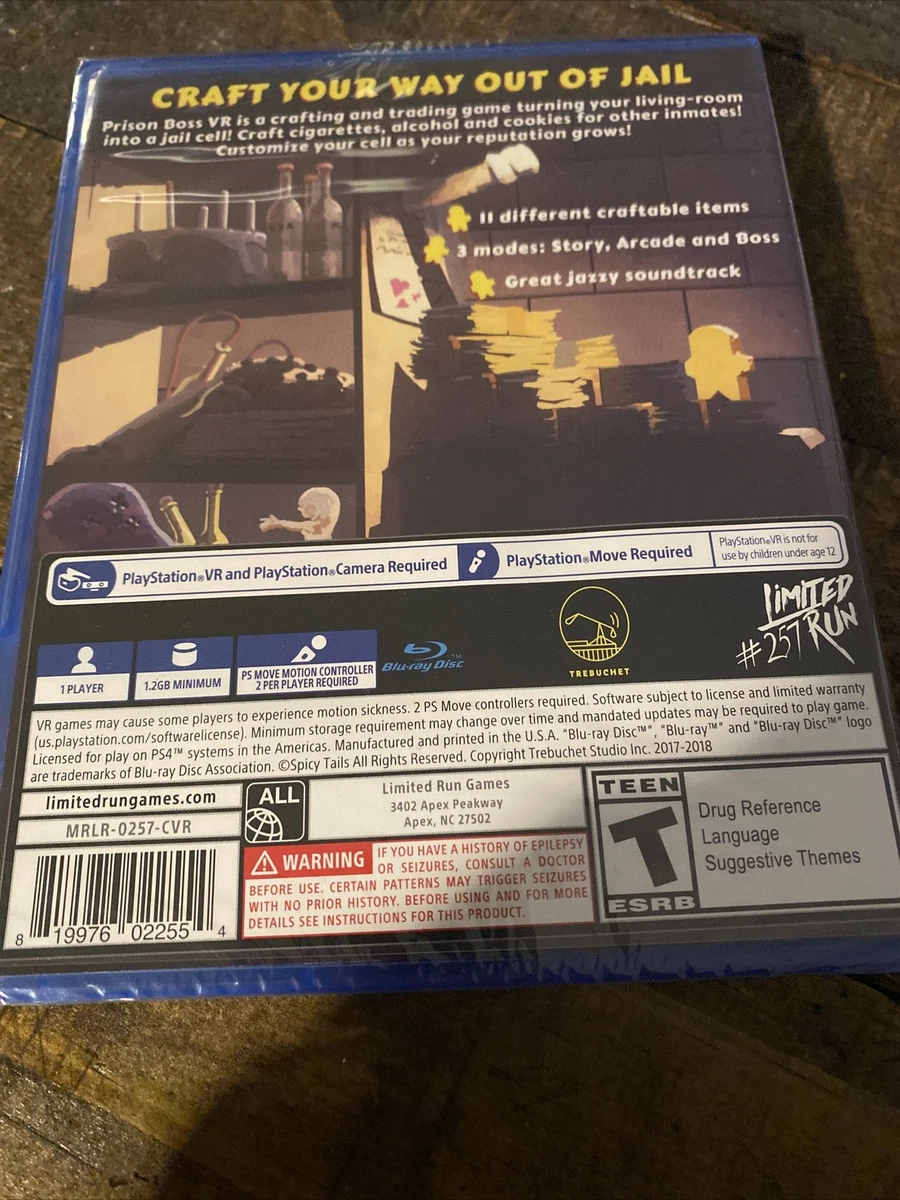 CRAFT YOUR WAY OUT OF JAIL
Prison Boss VR is a crafting and trading game turning your living-room
into a jail cell! Craft cigarettes, alcohol and cookies for other inmates!
Customize your cell as your reputation grows!
11 different craftable items
3 modes: Story, Arcade and Boss
Great jazzy soundtrack
PlayStation®VR and PlayStation®Camera Required
PlayStation®Move Required
PlayStation®VR is not for
use by children under age 12
LIMITED
RUN
#257
TREBUCHET
1 PLAYER
1.2GB MINIMUM
PS MOVE MOTION CONTROLLER
2 PER PLAYER REQUIRED
Blu-ray Disc™
VR games may cause some players to experience motion sickness. 2 PS Move controllers required. Software subject to license and limited warranty
(us.playstation.com/softwarelicense). Minimum storage requirement may change over time and mandated updates may be required to play game.
Licensed for play on PS4™ systems in the Americas. Manufactured and printed in the U.S.A. "Blu-ray Disc™", "Blu-ray™" and "Blu-ray Disc™" logo
are trademarks of Blu-ray Disc Association. ©Spicy Tails All Rights Reserved. Copyright Trebuchet Studio Inc. 2017-2018
limitedrungames.com
MRLR-0257-CVR
ALL
Limited Run Games
3402 Apex Peakway
Apex, NC 27502
WARNING IF YOU HAVE A HISTORY OF EPILEPSY
OR SEIZURES, CONSULT A DOCTOR
BEFORE USE. CERTAIN PATTERNS MAY TRIGGER SEIZURES
WITH NO PRIOR HISTORY. BEFORE USING AND FOR MORE
DETAILS SEE INSTRUCTIONS FOR THIS PRODUCT.
8 19976 02255 4
TEEN
T
ESRB
Drug Reference
Language
Suggestive Themes